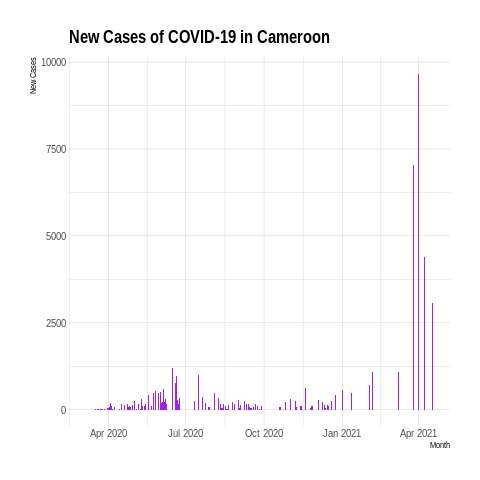 New Cases of COVID-19 in Cameroon
New Cases
10000
7500
5000
2500
0
Apr 2020 Jul 2020 Oct 2020 Jan 2021 Apr 2021
Month